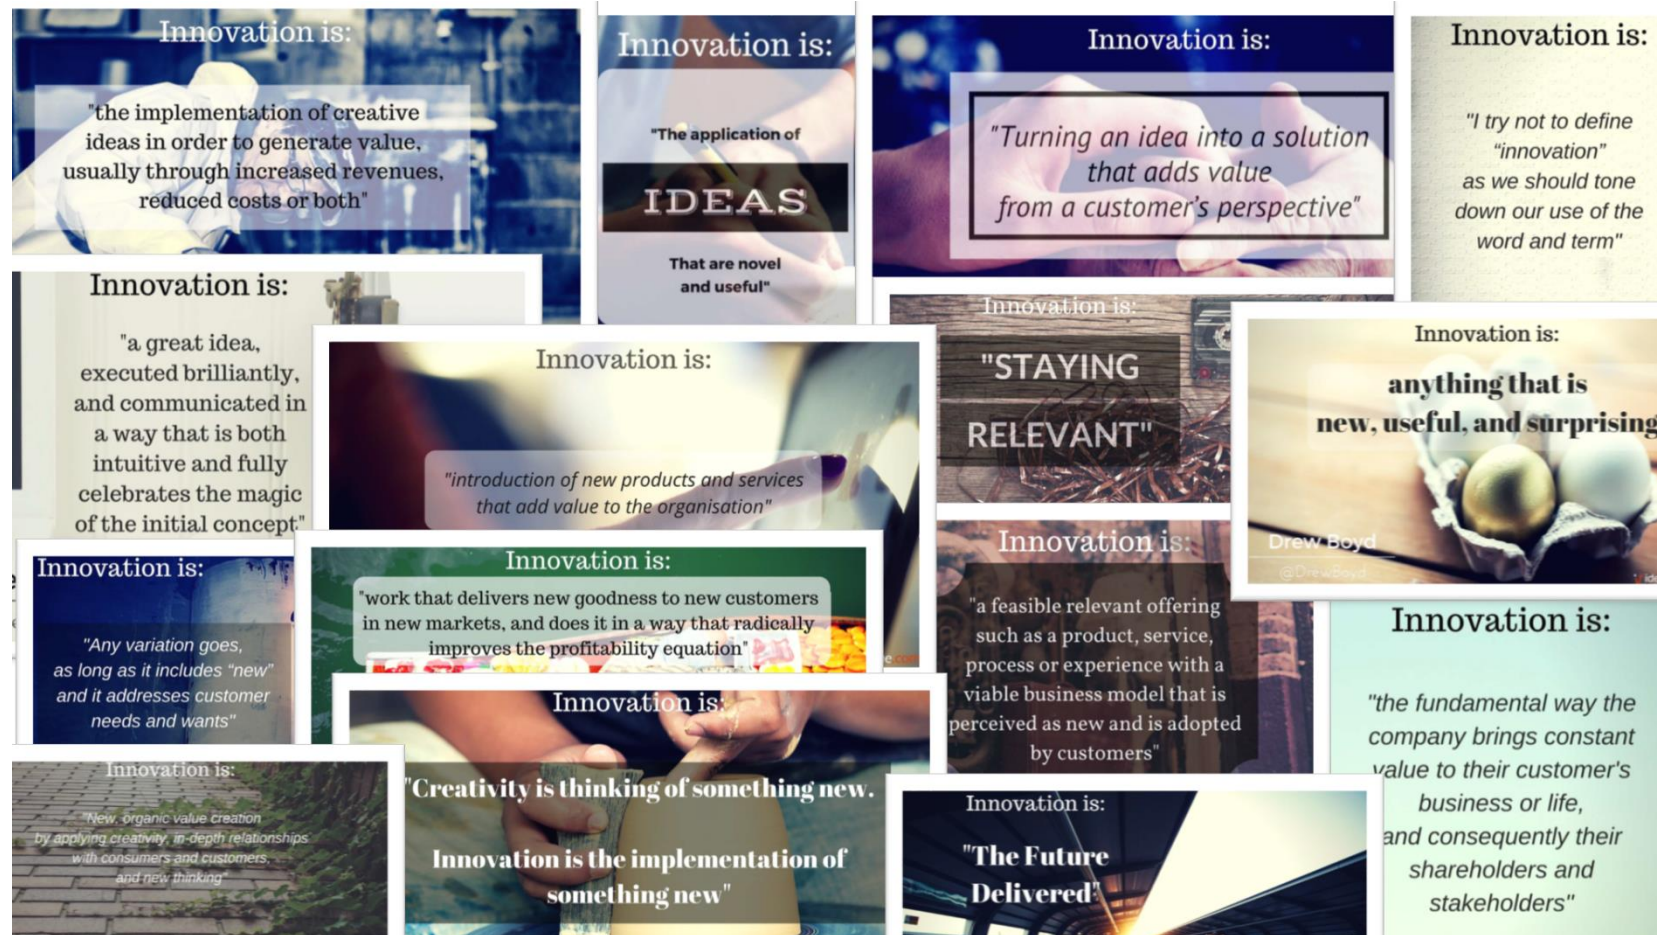 Innovation is:
"the implementation of creative
ideas in order to generate value,
usually through increased revenues,
reduced costs or both"
Innovation is:
"The application of
IDEAS
That are novel
and useful"
Innovation is:
"Turning an idea into a solution
that adds value
from a customer's perspective"
Innovation is:
"I try not to define
“innovation”
as we should tone
down our use of the
word and term"
Innovation is:
"a great idea,
executed brilliantly,
and communicated in
a way that is both
intuitive and fully
celebrates the magic
of the initial concept"
Innovation is:
"introduction of new products and services
that add value to the organisation"
Innovation is:
"STAYING
RELEVANT"
Innovation is:
anything that is
new, useful, and surprising
Drew Boyd
@DrewBoyd
Innovation is:
"Any variation goes,
as long as it includes “new”
and it addresses customer
needs and wants"
Innovation is:
"work that delivers new goodness to new customers
in new markets, and does it in a way that radically
improves the profitability equation"
Innovation is:
"a feasible relevant offering
such as a product, service,
process or experience with a
viable business model that is
perceived as new and is adopted
by customers"
Innovation is:
"the fundamental way the
company brings constant
value to their customer's
business or life,
and consequently their
shareholders and
stakeholders"
Innovation is:
"New, organic value creation
by applying creativity, in-depth relationships
with consumers and customers,
and new thinking"
Innovation is:
"Creativity is thinking of something new.
Innovation is the implementation of
something new"
Innovation is:
"The Future
Delivered"